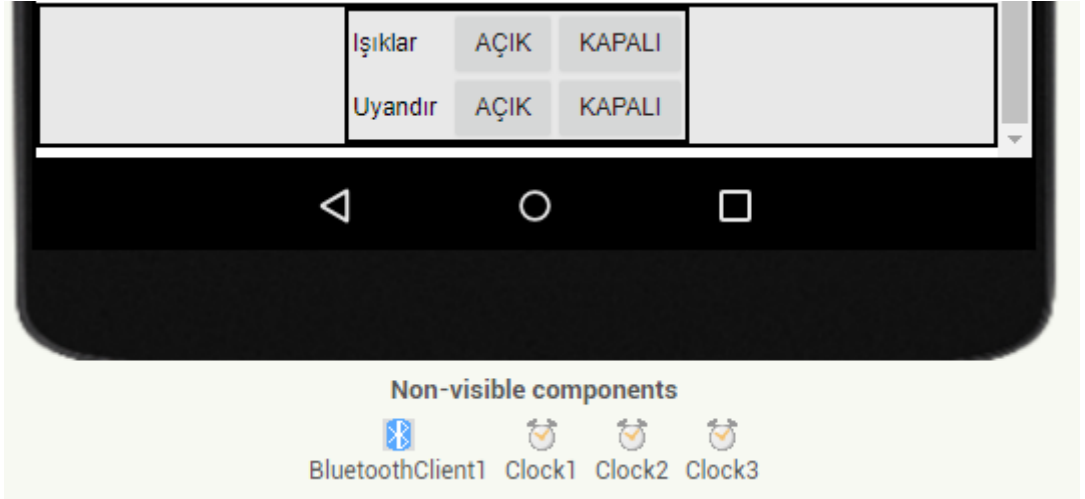 Işıklar AÇIK KAPALI
Uyandır AÇIK KAPALI
Non-visible components
BluetoothClient1 Clock1 Clock2 Clock3